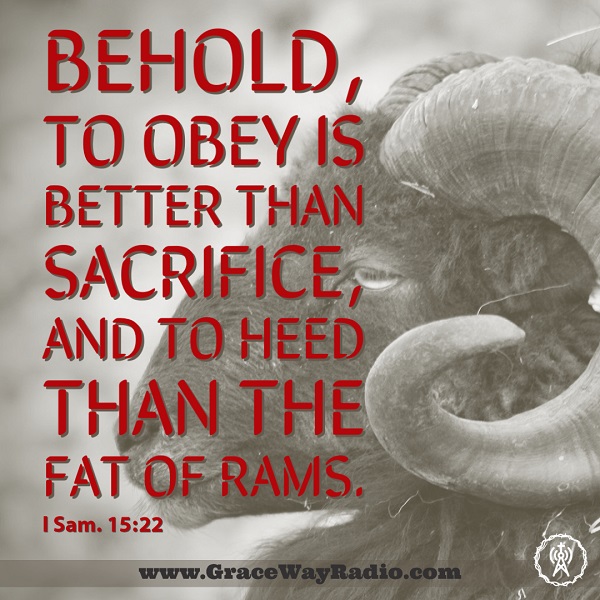 BEHOLD,
TO OBEY IS
BETTER THAN
SACRIFICE,
AND TO HEED
THAN THE
FAT OF RAMS.
I Sam. 15:22
www.GraceWayRadio.com